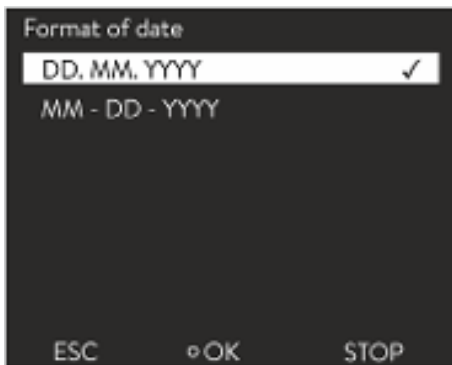 Format of date
DD. MM. YYYY ✓
MM - DD - YYYY
ESC OK STOP